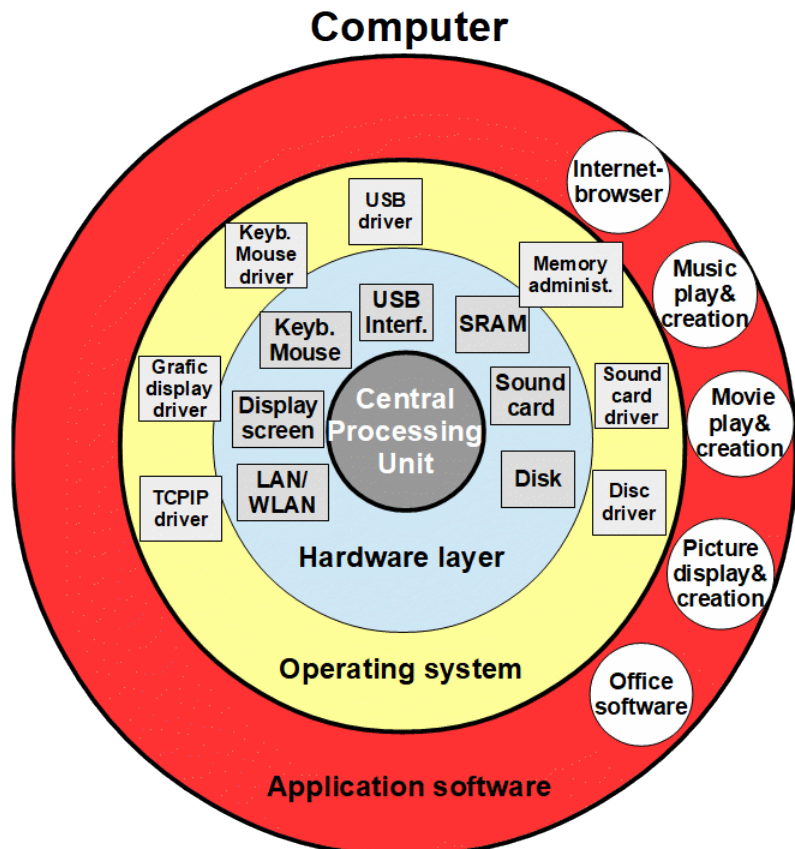 Computer
Internet-
browser
USB
driver
Keyb.
Mouse
driver
Memory
administ.
Music
play&
creation
USB
Interf.
SRAM
Keyb.
Mouse
Grafic
display
driver
Display
screen
Central
Processing
Unit
Sound
card
Sound
card
driver
Movie
play&
creation
LAN/
WLAN
TCPIP
driver
Disk
Disc
driver
Hardware layer
Picture
display&
creation
Operating system
Office
software
Application software